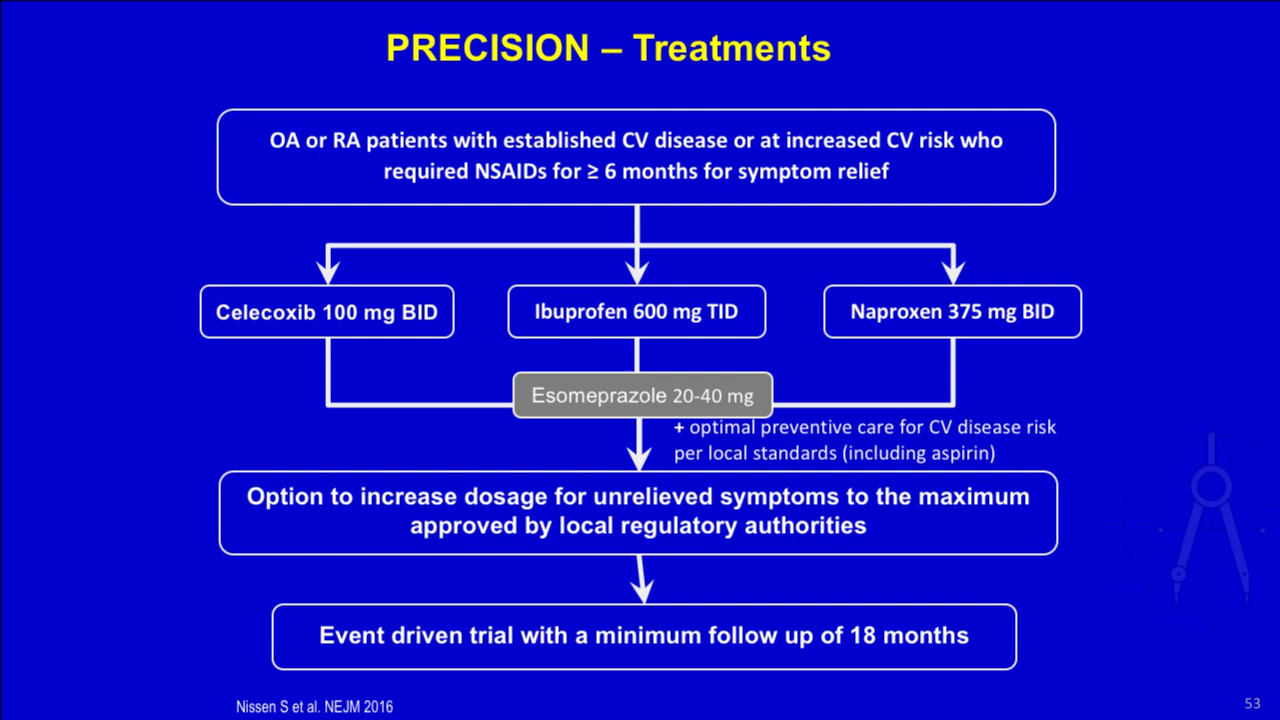 PRECISION – Treatments
OA or RA patients with established CV disease or at increased CV risk who
required NSAIDs for ≥ 6 months for symptom relief
Celecoxib 100 mg BID
Ibuprofen 600 mg TID
Naproxen 375 mg BID
Esomeprazole 20-40 mg
+ optimal preventive care for CV disease risk
per local standards (including aspirin)
Option to increase dosage for unrelieved symptoms to the maximum
approved by local regulatory authorities
Event driven trial with a minimum follow up of 18 months
Nissen S et al. NEJM 2016
53